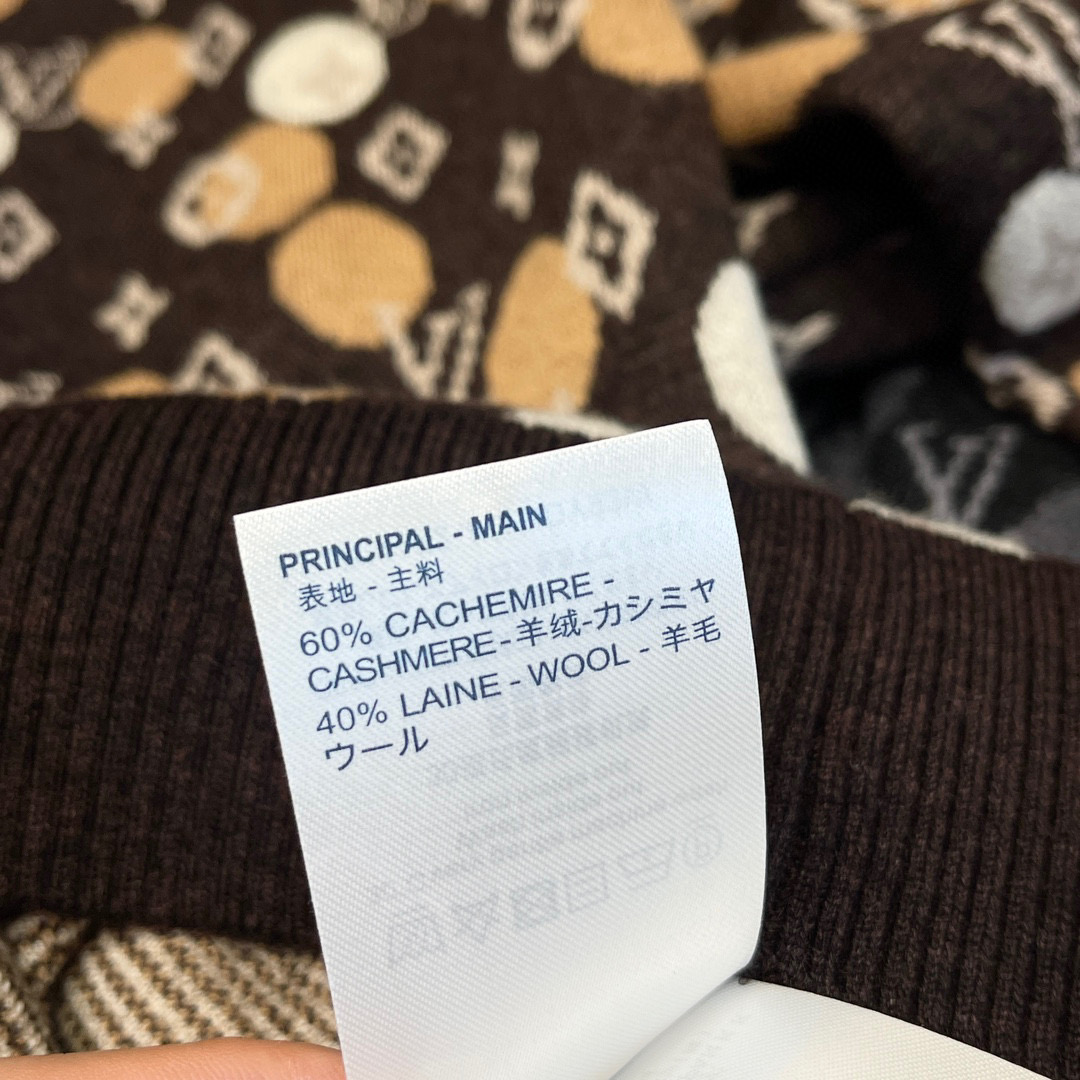 PRINCIPAL - MAIN
表地 - 主料
60% CACHEMIRE -
CASHMERE-羊绒-カシミヤ
40% LAINE - WOOL - 羊毛
ウール